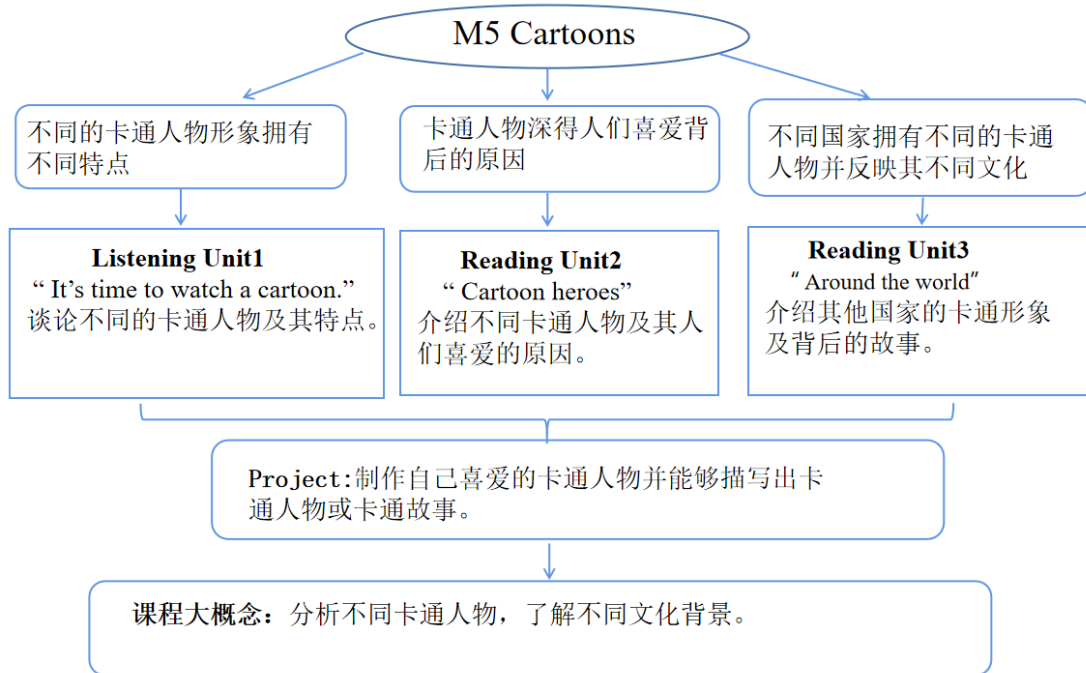 M5 Cartoons
不同的卡通人物形象拥有
不同特点
卡通人物深得人们喜爱背
后的原因
不同国家拥有不同的卡通
人物并反映其不同文化
Listening Unit1
“ It’s time to watch a cartoon.”
谈论不同的卡通人物及其特点。
Reading Unit2
“ Cartoon heroes”
介绍不同卡通人物及其人
们喜爱的原因。
Reading Unit3
“ Around the world”
介绍其他国家的卡通形象
及背后的故事。
Project:制作自己喜爱的卡通人物并能够描写出卡
通人物或卡通故事。
课程大概念：分析不同卡通人物，了解不同文化背景。